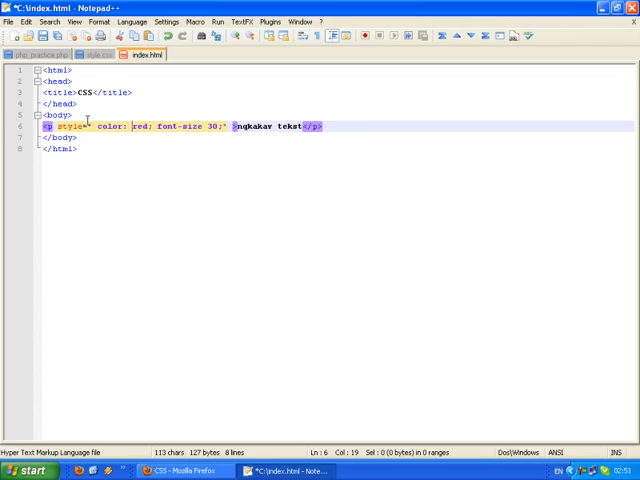 *C:\index.html - Notepad++
File Edit Search View Format Language Settings Macro Run TextFX Plugins Window ?
php_practice.php style.css index.html
1 <html>
2 <head>
3 <title>CSS</title>
4 </head>
5 <body>
6 <p style=" color: red; font-size 30;" >nqkakav tekst</p>
7 </body>
8 </html>
Hyper Text Markup Language file 113 chars 127 bytes 8 lines Ln : 6 Col : 19 Sel : 0 (0 bytes) in 0 ranges Dos\Windows ANSI INS
start CSS - Mozilla Firefox *C:\index.html - Note... EN 02:51